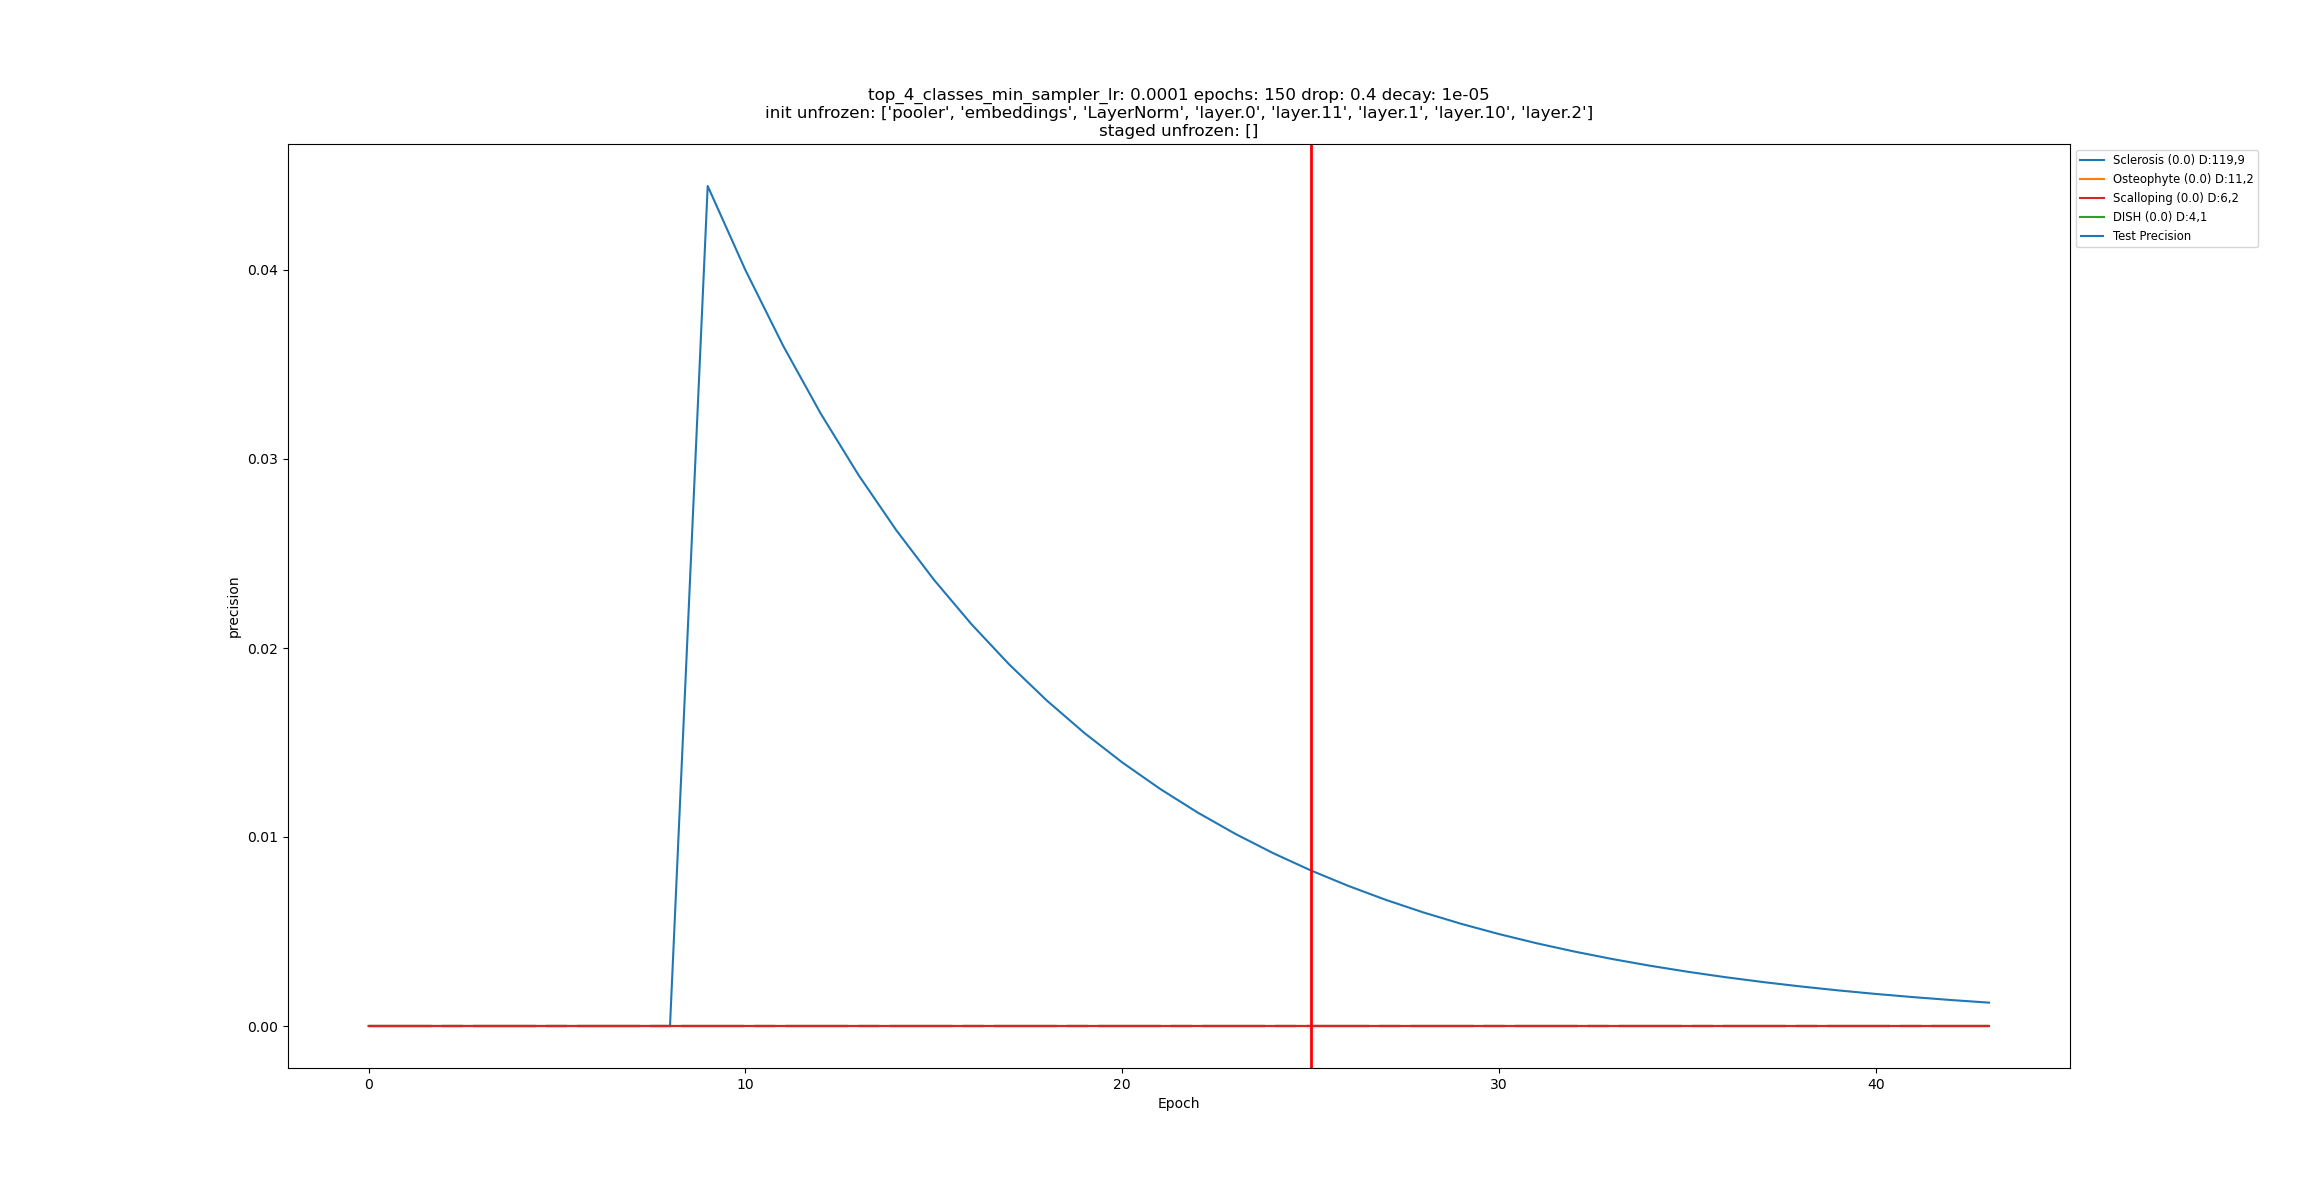 top_4_classes_min_sampler_lr: 0.0001 epochs: 150 drop: 0.4 decay: 1e-05
init unfrozen: ['pooler', 'embeddings', 'LayerNorm', 'layer.0', 'layer.11', 'layer.1', 'layer.10', 'layer.2']
staged unfrozen: []
Sclerosis (0.0) D:119,9
Osteophyte (0.0) D:11,2
Scalloping (0.0) D:6,2
DISH (0.0) D:4,1
Test Precision
precision
0.04
0.03
0.02
0.01
0.00
0 10 20 30 40
Epoch